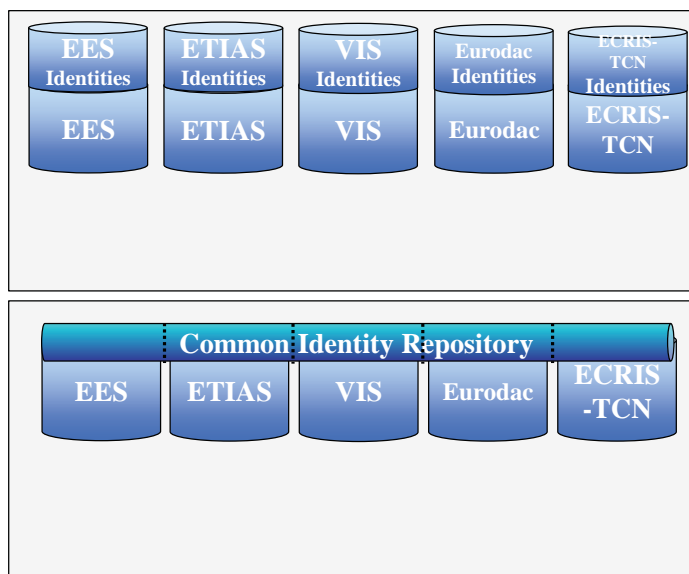 EES
Identities
ETIAS
Identities
VIS
Identities
Eurodac
Identities
ECRIS-
TCN
Identities
EES
ETIAS
VIS
Eurodac
ECRIS-
TCN
Common Identity Repository
EES
ETIAS
VIS
Eurodac
ECRIS
-TCN